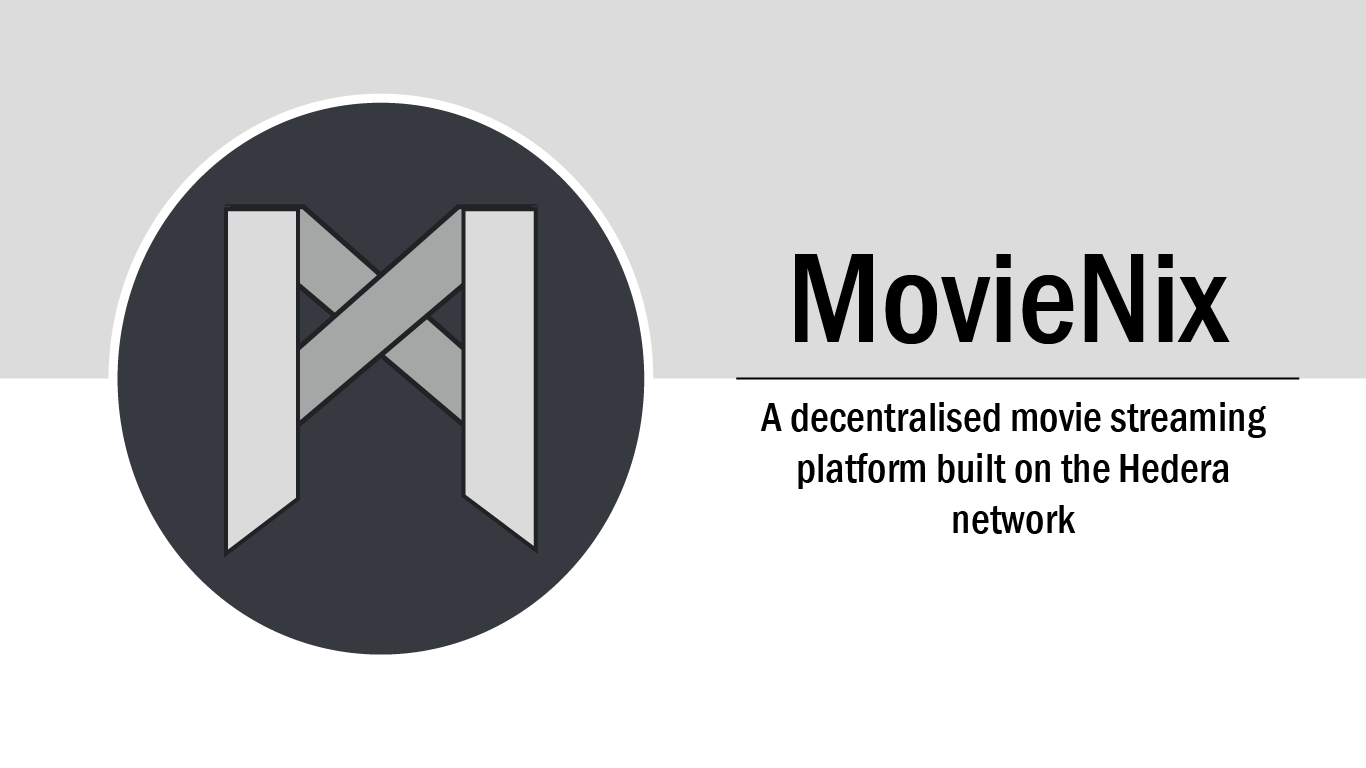 MovieNix
A decentralised movie streaming
platform built on the Hedera
network